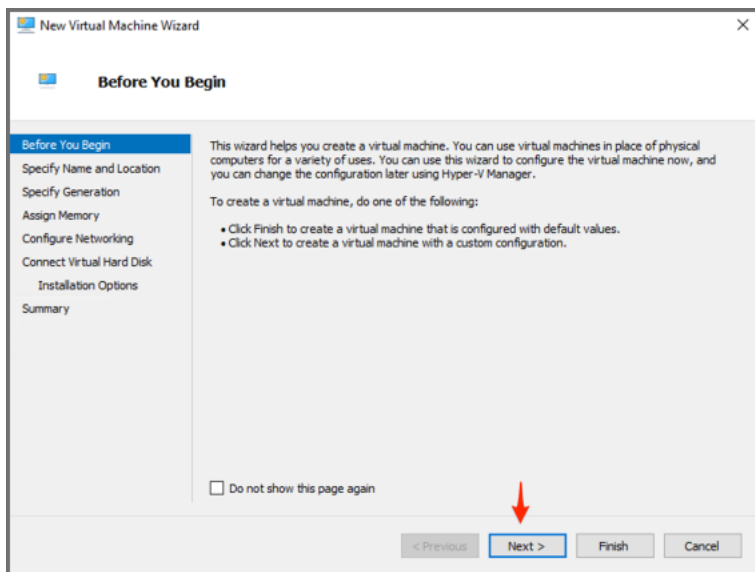 New Virtual Machine Wizard
Before You Begin
Before You Begin
Specify Name and Location
Specify Generation
Assign Memory
Configure Networking
Connect Virtual Hard Disk
Installation Options
Summary
This wizard helps you create a virtual machine. You can use virtual machines in place of physical
computers for a variety of uses. You can use this wizard to configure the virtual machine now, and
you can change the configuration later using Hyper-V Manager.
To create a virtual machine, do one of the following:
• Click Finish to create a virtual machine that is configured with default values.
• Click Next to create a virtual machine with a custom configuration.
Do not show this page again
< Previous
Next >
Finish
Cancel